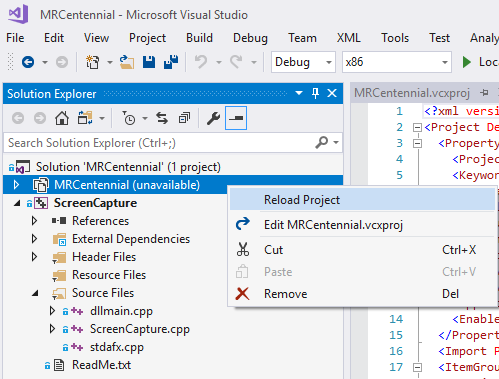 MRCentennial - Microsoft Visual Studio
File Edit View Project Build Debug Team XML Tools Test
Debug x86 Loca
Solution Explorer
Search Solution Explorer (Ctrl+;)
Solution 'MRCentennial' (1 project)
MRCentennial (unavailable)
ScreenCapture
References
External Dependencies
Header Files
Resource Files
Source Files
dllmain.cpp
ScreenCapture.cpp
stdafx.cpp
ReadMe.txt
Reload Project
Edit MRCentennial.vcxproj
Cut Ctrl+X
Paste Ctrl+V
Remove Del
MRCentennial.vcxproj
1 <?xml versi
2 <Project De
3 <Property
4 <Projec
5 <Keywor
14 <Enable
15 </Property
16 <Import P
17 <ItemGrou